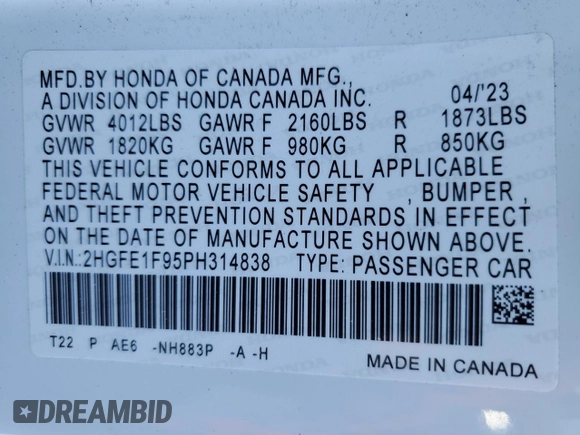 MFD.BY HONDA OF CANADA MFG.,
A DIVISION OF HONDA CANADA INC. 04/'23
GVWR 4012LBS GAWR F 2160LBS R 1873LBS
GVWR 1820KG GAWR F 980KG R 850KG
THIS VEHICLE CONFORMS TO ALL APPLICABLE
FEDERAL MOTOR VEHICLE SAFETY , BUMPER ,
AND THEFT PREVENTION STANDARDS IN EFFECT
ON THE DATE OF MANUFACTURE SHOWN ABOVE.
V.I.N.:2HGFE1F95PH314838 TYPE: PASSENGER CAR
T22 P AE6 -NH883P -A -H
MADE IN CANADA
DREAMBID